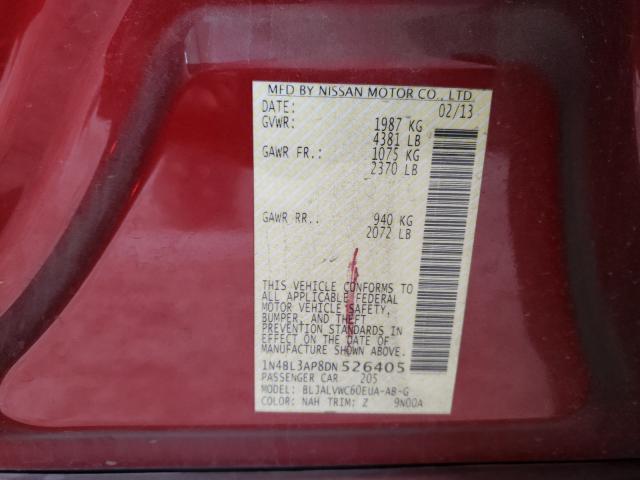 MFD BY NISSAN MOTOR CO., LTD.
DATE: 02/13
GVWR: 1987 KG
4381 LB
GAWR FR.: 1075 KG
2370 LB
GAWR RR.: 940 KG
2072 LB
THIS VEHICLE CONFORMS TO
ALL APPLICABLE FEDERAL
MOTOR VEHICLE SAFETY,
BUMPER, AND THEFT
PREVENTION STANDARDS IN
EFFECT ON THE DATE OF
MANUFACTURE SHOWN ABOVE.
1N4BL3AP8DN526405
PASSENGER CAR 205
MODEL: BLJALVWC60EUA-AB-G
COLOR: NAH TRIM: Z 9N00A